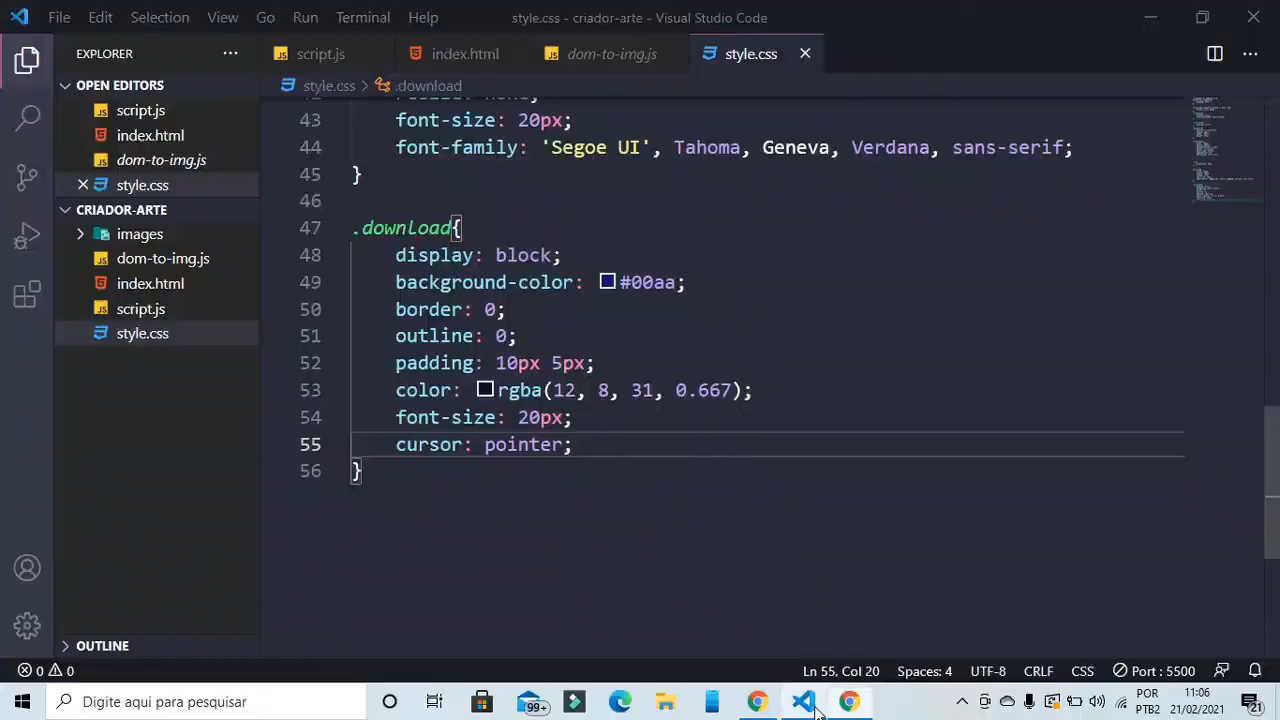 File Edit Selection View Go Run Terminal Help
style.css - criador-arte - Visual Studio Code
EXPLORER
script.js
index.html
dom-to-img.js
style.css
OPEN EDITORS
script.js
index.html
dom-to-img.js
style.css
CRIADOR-ARTE
images
dom-to-img.js
index.html
script.js
style.css
OUTLINE
style.css > .download
43 font-size: 20px;
44 font-family: 'Segoe UI', Tahoma, Geneva, Verdana, sans-serif;
45 }
46
47 .download{
48 display: block;
49 background-color: #00aa;
50 border: 0;
51 outline: 0;
52 padding: 10px 5px;
53 color: rgba(12, 8, 31, 0.667);
54 font-size: 20px;
55 cursor: pointer;
56 }
0 0
Ln 55, Col 20 Spaces: 4 UTF-8 CRLF CSS Port : 5500
Digite aqui para pesquisar
99+
POR
PTB2
11:06
21/02/2021
21